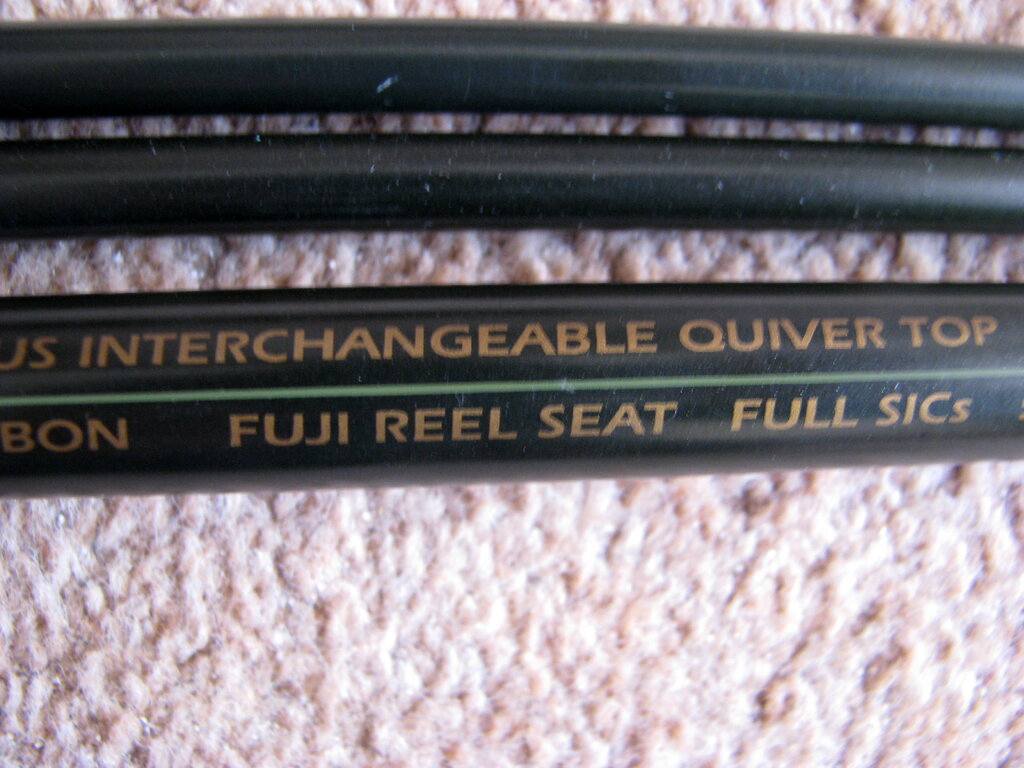 US INTERCHANGEABLE QUIVER TOP
BON FUJI REEL SEAT FULL SICs